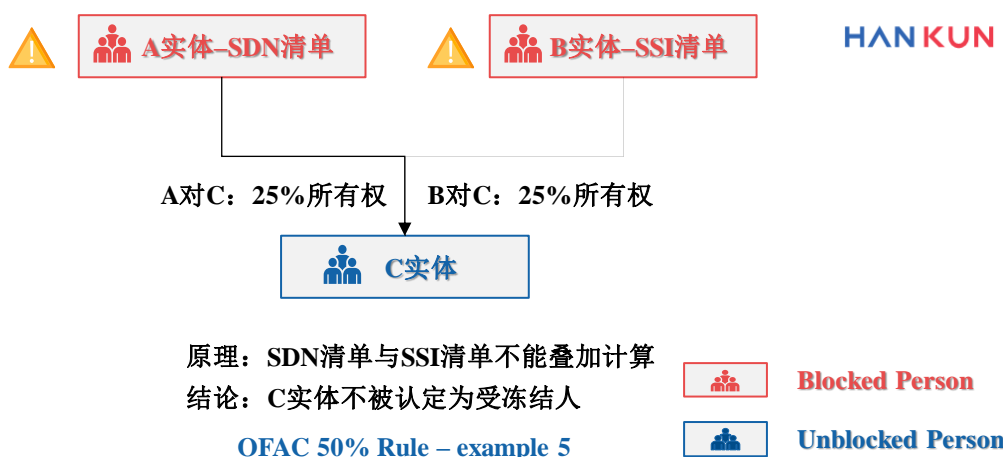 A实体–SDN清单
B实体–SSI清单
HANKUN
A对C：25%所有权
B对C：25%所有权
C实体
原理：SDN清单与SSI清单不能叠加计算
结论：C实体不被认定为受冻结人
OFAC 50% Rule – example 5
Blocked Person
Unblocked Person